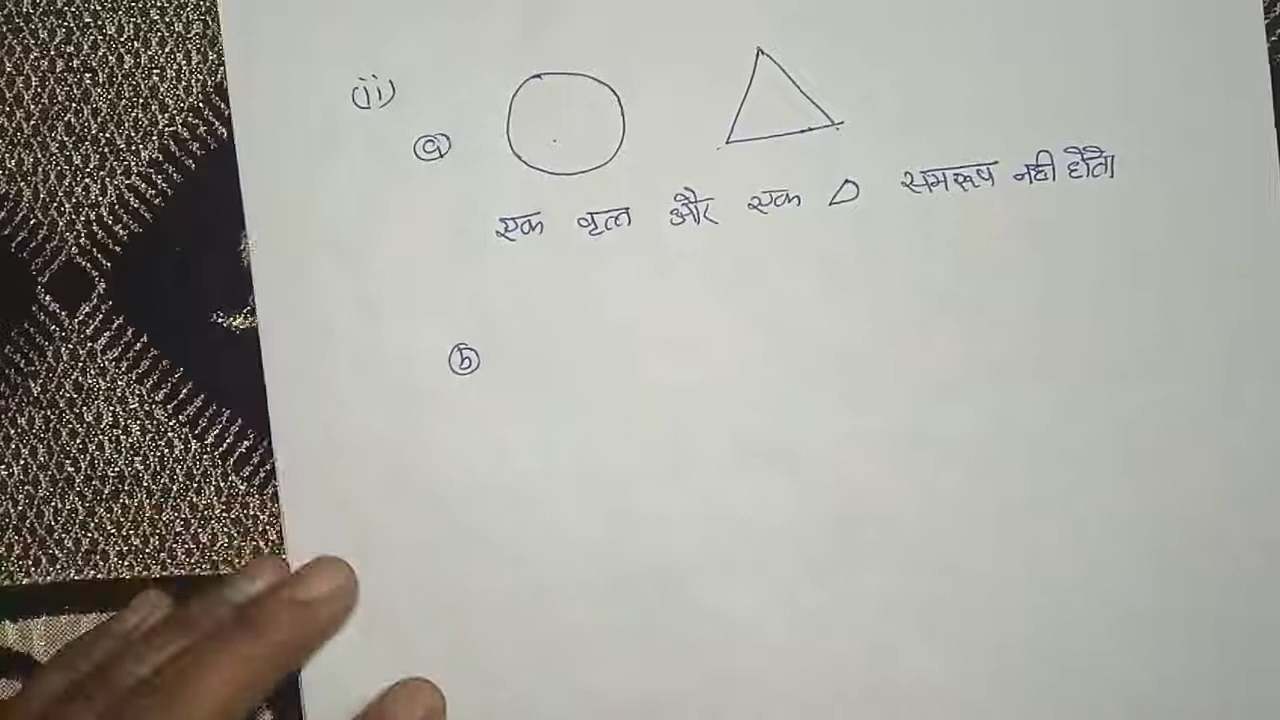 (ii)
(a)
एक वृत्त और एक Δ समरूप नही होते
(b)